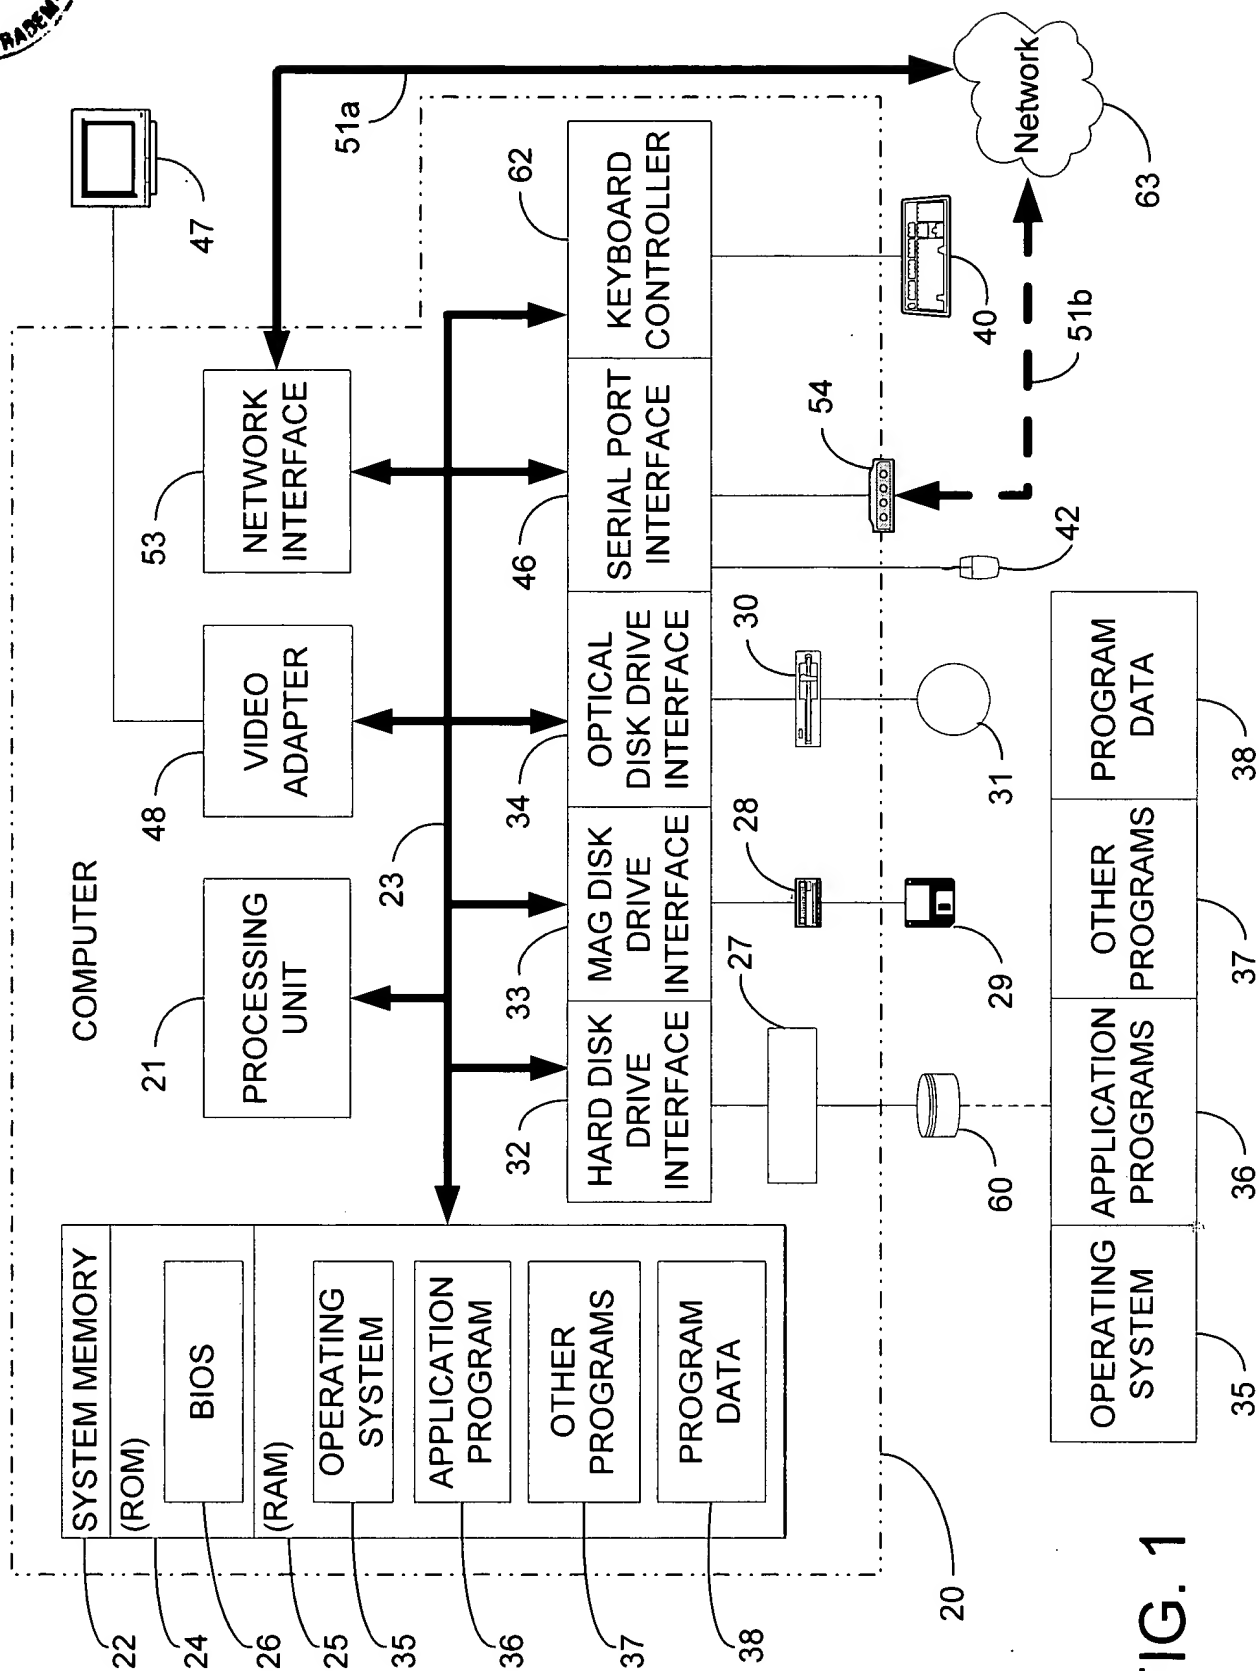 COMPUTER
22
SYSTEM MEMORY
24
(ROM)
26
BIOS
25
(RAM)
35
OPERATING
SYSTEM
36
APPLICATION
PROGRAM
37
OTHER
PROGRAMS
38
PROGRAM
DATA
20
21
PROCESSING
UNIT
48
VIDEO
ADAPTER
53
NETWORK
INTERFACE
47
23
51a
32
HARD DISK
DRIVE
INTERFACE
33
MAG DISK
DRIVE
INTERFACE
34
OPTICAL
DISK DRIVE
INTERFACE
46
SERIAL PORT
INTERFACE
62
KEYBOARD
CONTROLLER
27
28
30
54
60
29
31
42
40
51b
Network
63
OPERATING
SYSTEM
APPLICATION
PROGRAMS
OTHER
PROGRAMS
PROGRAM
DATA
35
36
37
38
FIG. 1